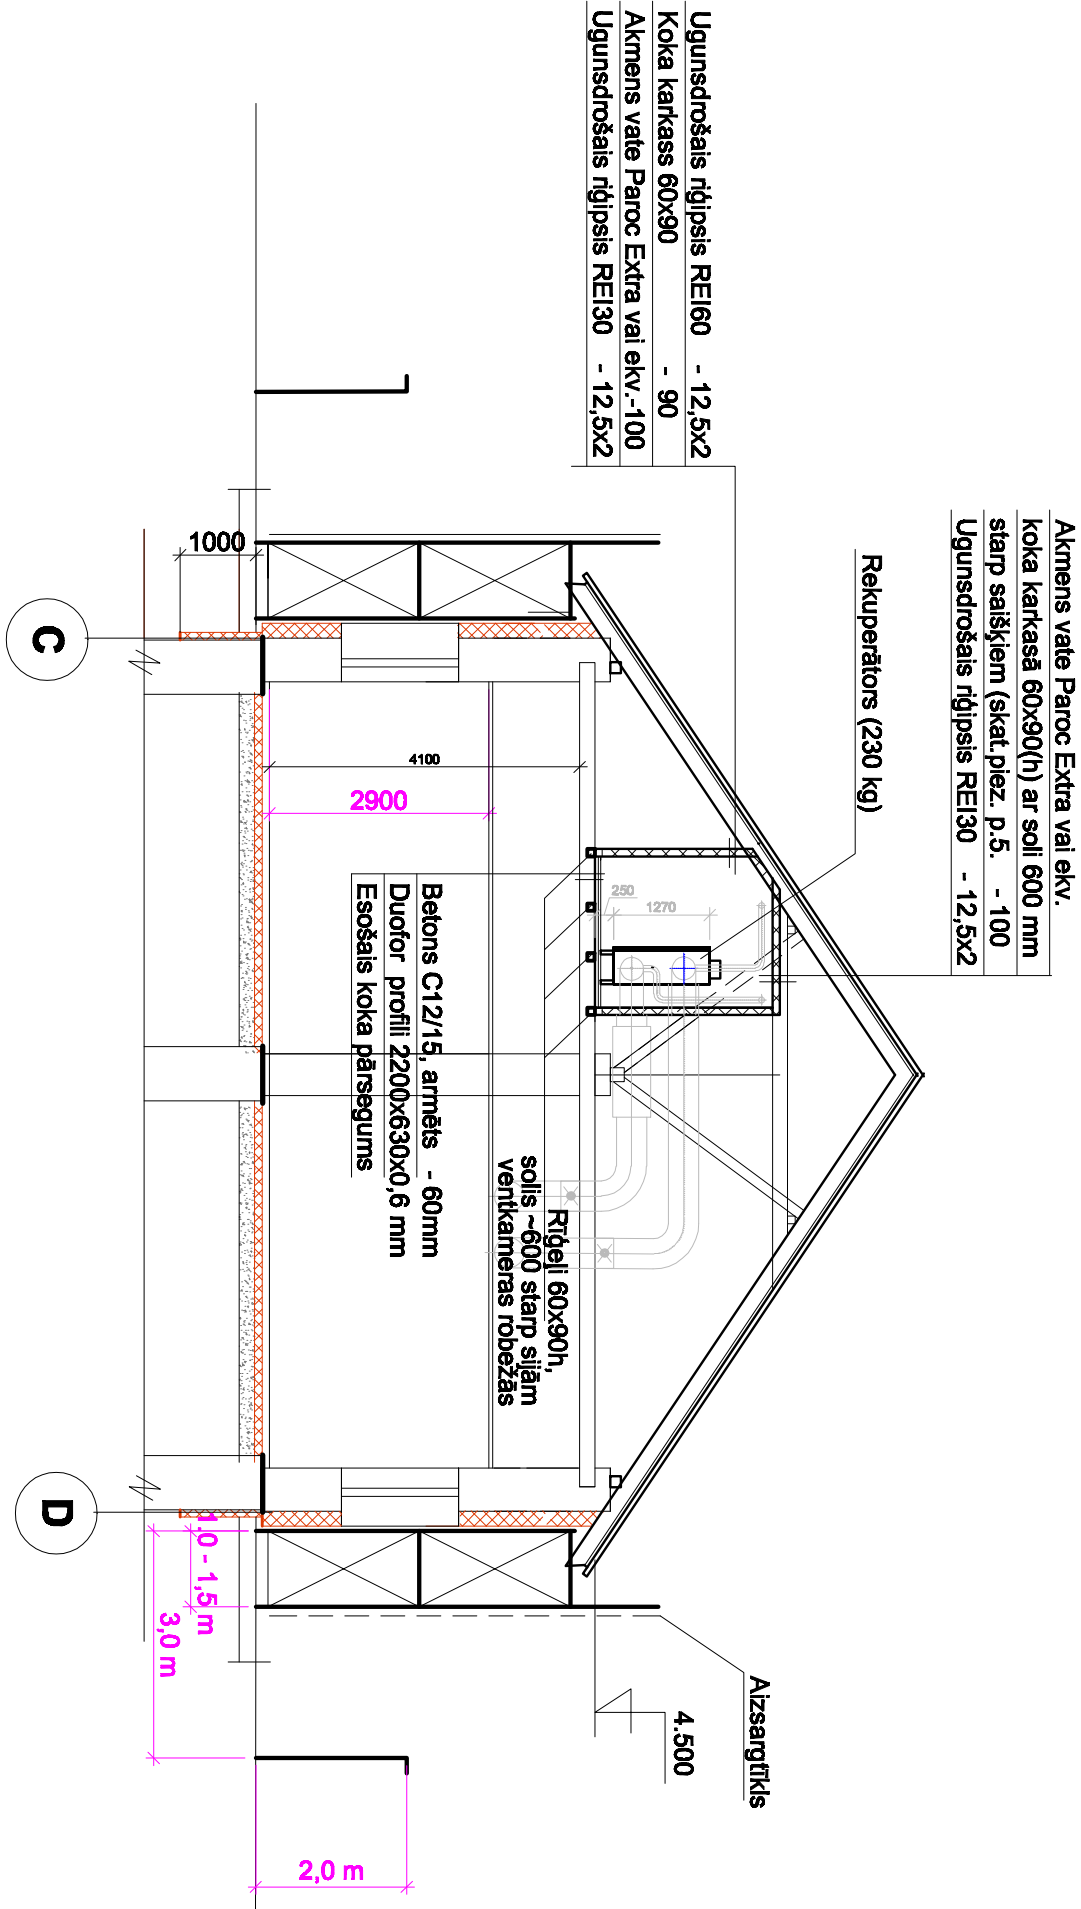 Akmens vate Paroc Extra vai ekv.
koka karkasā 60x90(h) ar soli 600 mm
starp saišķiem (skat.piez. p.5. - 100
Ugunsdrošais riģipsis REI30 - 12,5x2
Rekuperātors (230 kg)
Ugunsdrošais riģipsis REI60 - 12,5x2
Koka karkass 60x90 - 90
Akmens vate Paroc Extra vai ekv.-100
Ugunsdrošais riģipsis REI30 - 12,5x2
Aizsargtīkls
4.500
250
1270
Rīģeļi 60x90h,
solis ~600 starp sijām
ventkameras robežās
4100
2900
Betons C12/15, armēts - 60mm
Duofor profili 2200x630x0,6 mm
Esošais koka pārsegums
1000
2,0 m
1,0 - 1,5 m
3,0 m
C
D